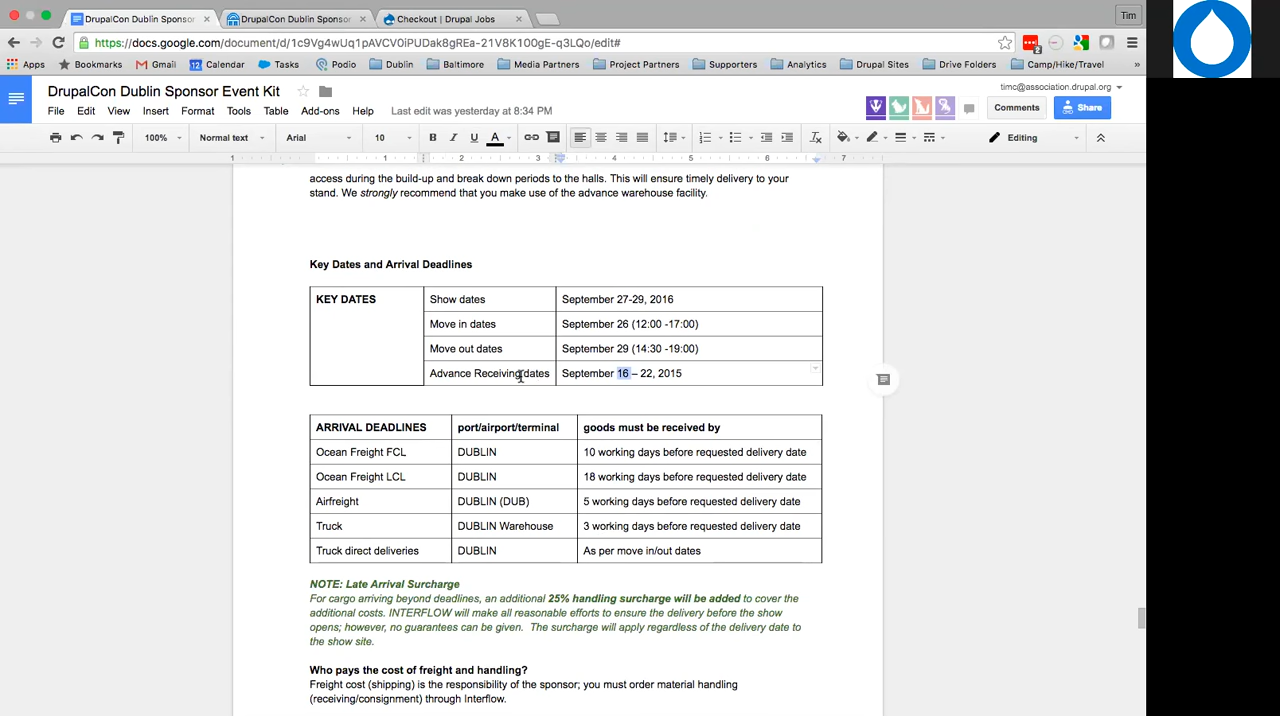 DrupalCon Dublin Sponsor × DrupalCon Dublin Sponsor × Checkout | Drupal Jobs × Tim
https://docs.google.com/document/d/1c9Vg4wUq1pAVCV0iPUDak8gREa-21V8K10OgE-q3LQo/edit#
Apps Bookmarks Gmail 12 Calendar Tasks Podio Dublin Baltimore Media Partners Project Partners Supporters Analytics Drupal Sites Drive Folders Camp/Hike/Travel »
DrupalCon Dublin Sponsor Event Kit timc@association.drupal.org
File Edit View Insert Format Tools Table Add-ons Help Last edit was yesterday at 8:34 PM Comments Share
100% Normal text Arial 10 B I U A Editing
1 1 2 3 4 5 6 7
access during the build-up and break down periods to the halls. This will ensure timely delivery to your
stand. We strongly recommend that you make use of the advance warehouse facility.
Key Dates and Arrival Deadlines
KEY DATES Show dates September 27-29, 2016
Move in dates September 26 (12:00 -17:00)
Move out dates September 29 (14:30 -19:00)
Advance Receiving dates September 16 – 22, 2015
ARRIVAL DEADLINES port/airport/terminal goods must be received by
Ocean Freight FCL DUBLIN 10 working days before requested delivery date
Ocean Freight LCL DUBLIN 18 working days before requested delivery date
Airfreight DUBLIN (DUB) 5 working days before requested delivery date
Truck DUBLIN Warehouse 3 working days before requested delivery date
Truck direct deliveries DUBLIN As per move in/out dates
NOTE: Late Arrival Surcharge
For cargo arriving beyond deadlines, an additional 25% handling surcharge will be added to cover the
additional costs. INTERFLOW will make all reasonable efforts to ensure the delivery before the show
opens; however, no guarantees can be given. The surcharge will apply regardless of the delivery date to
the show site.
Who pays the cost of freight and handling?
Freight cost (shipping) is the responsibility of the sponsor; you must order material handling
(receiving/consignment) through Interflow.